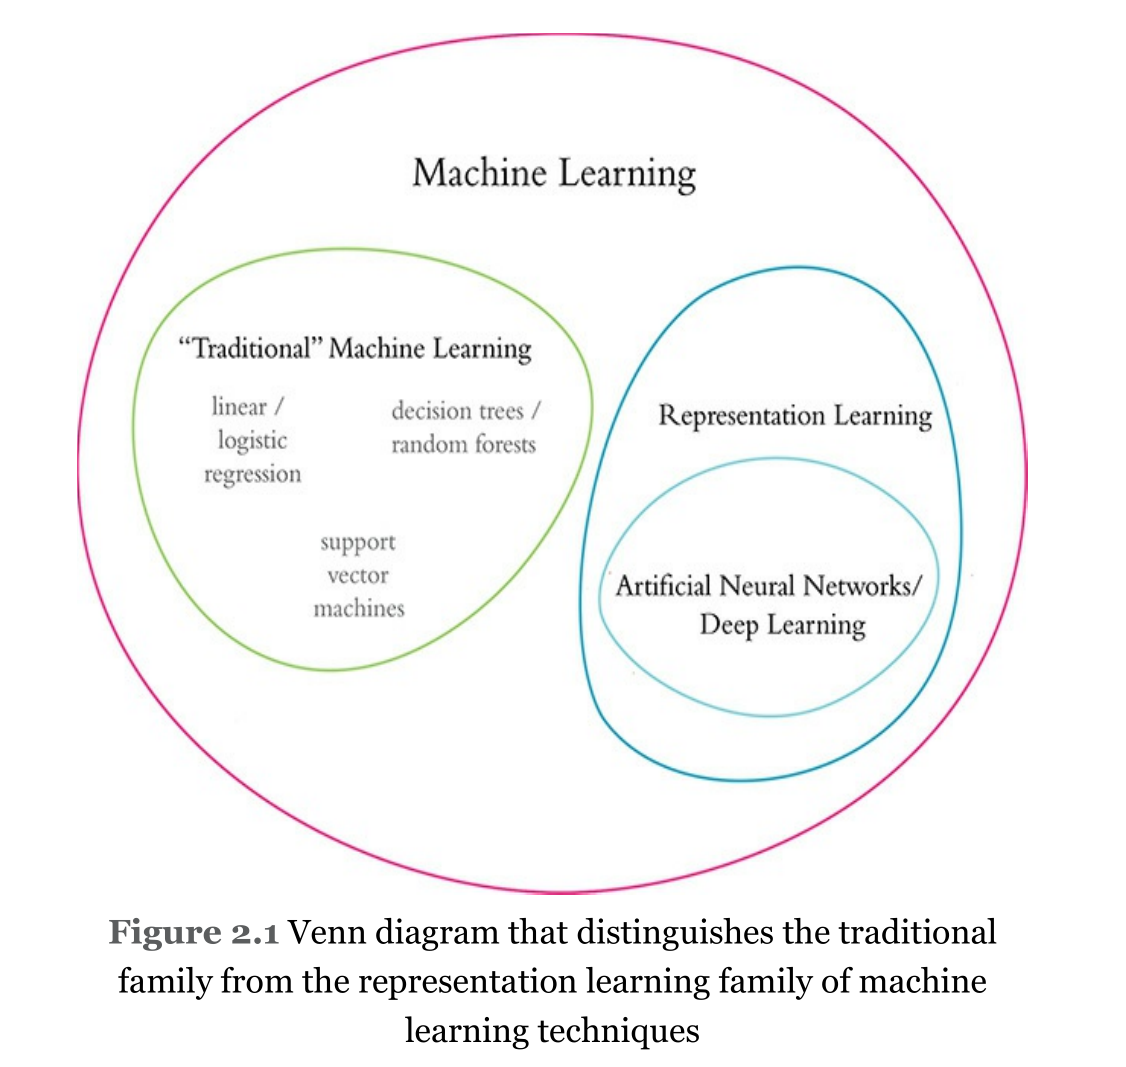 Machine Learning
“Traditional” Machine Learning
linear /
logistic
regression
decision trees /
random forests
support
vector
machines
Representation Learning
Artificial Neural Networks/
Deep Learning
Figure 2.1 Venn diagram that distinguishes the traditional
family from the representation learning family of machine
learning techniques